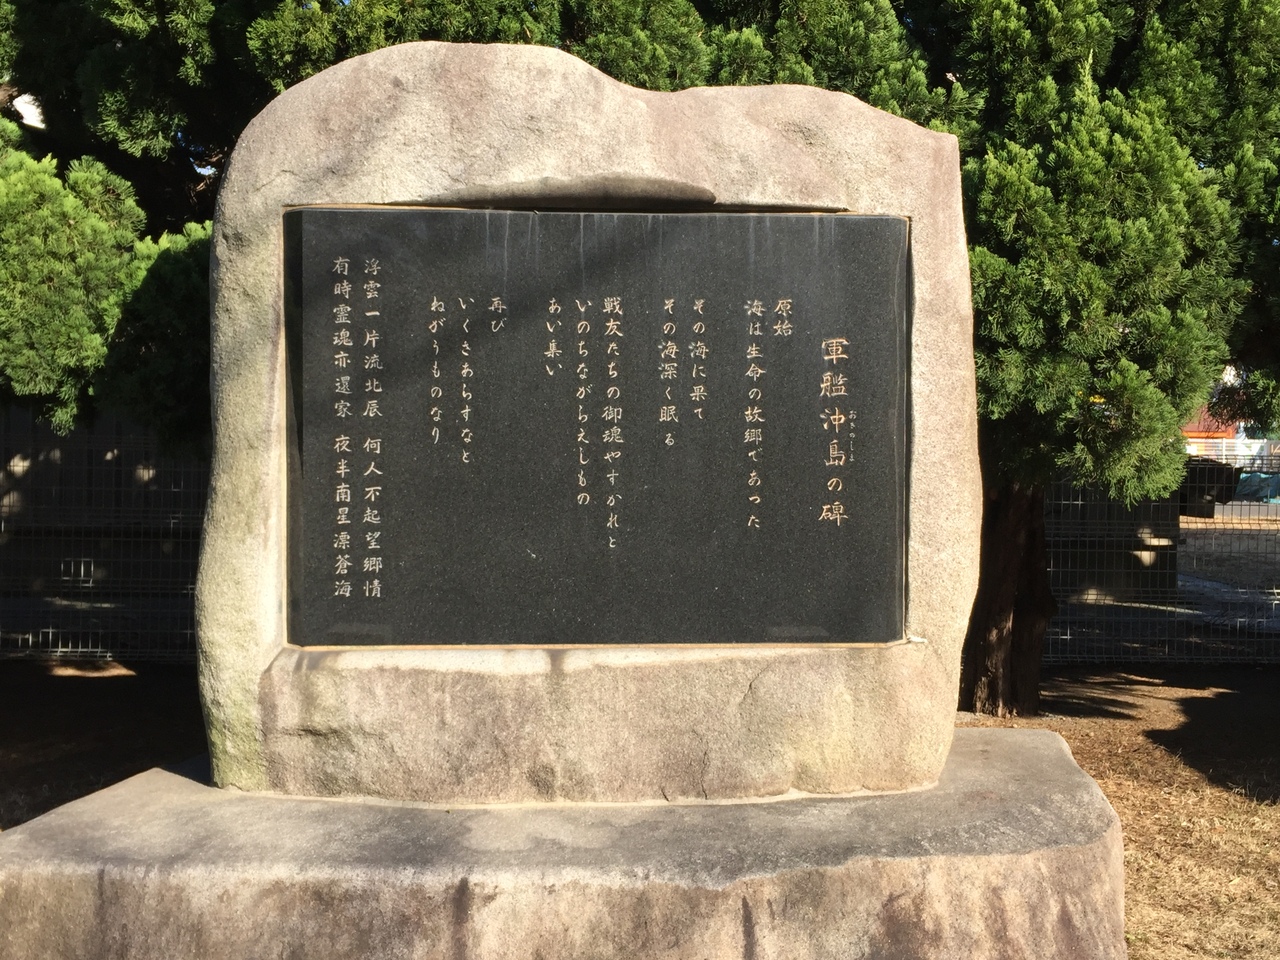 軍艦沖島の碑
おきのしま
原始
海は生命の故郷であつた
その海に果て
その海深く眠る
戦友たちの御魂やすかれと
いのちながらえしもの
あい集い
再び
いくさあらすなと
ねがうものなり
浮雲一片流北辰 何人不起望郷情
有時霊魂亦還家 夜半南星漂蒼海